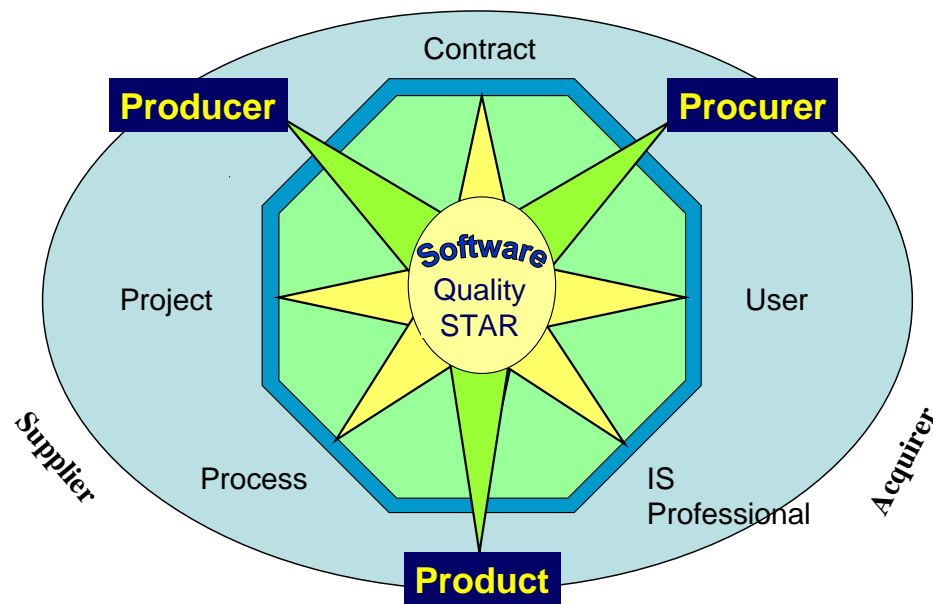 Contract
Producer
Procurer
Software
Quality
STAR
Project
User
Supplier
Acquirer
Process
IS
Professional
Product